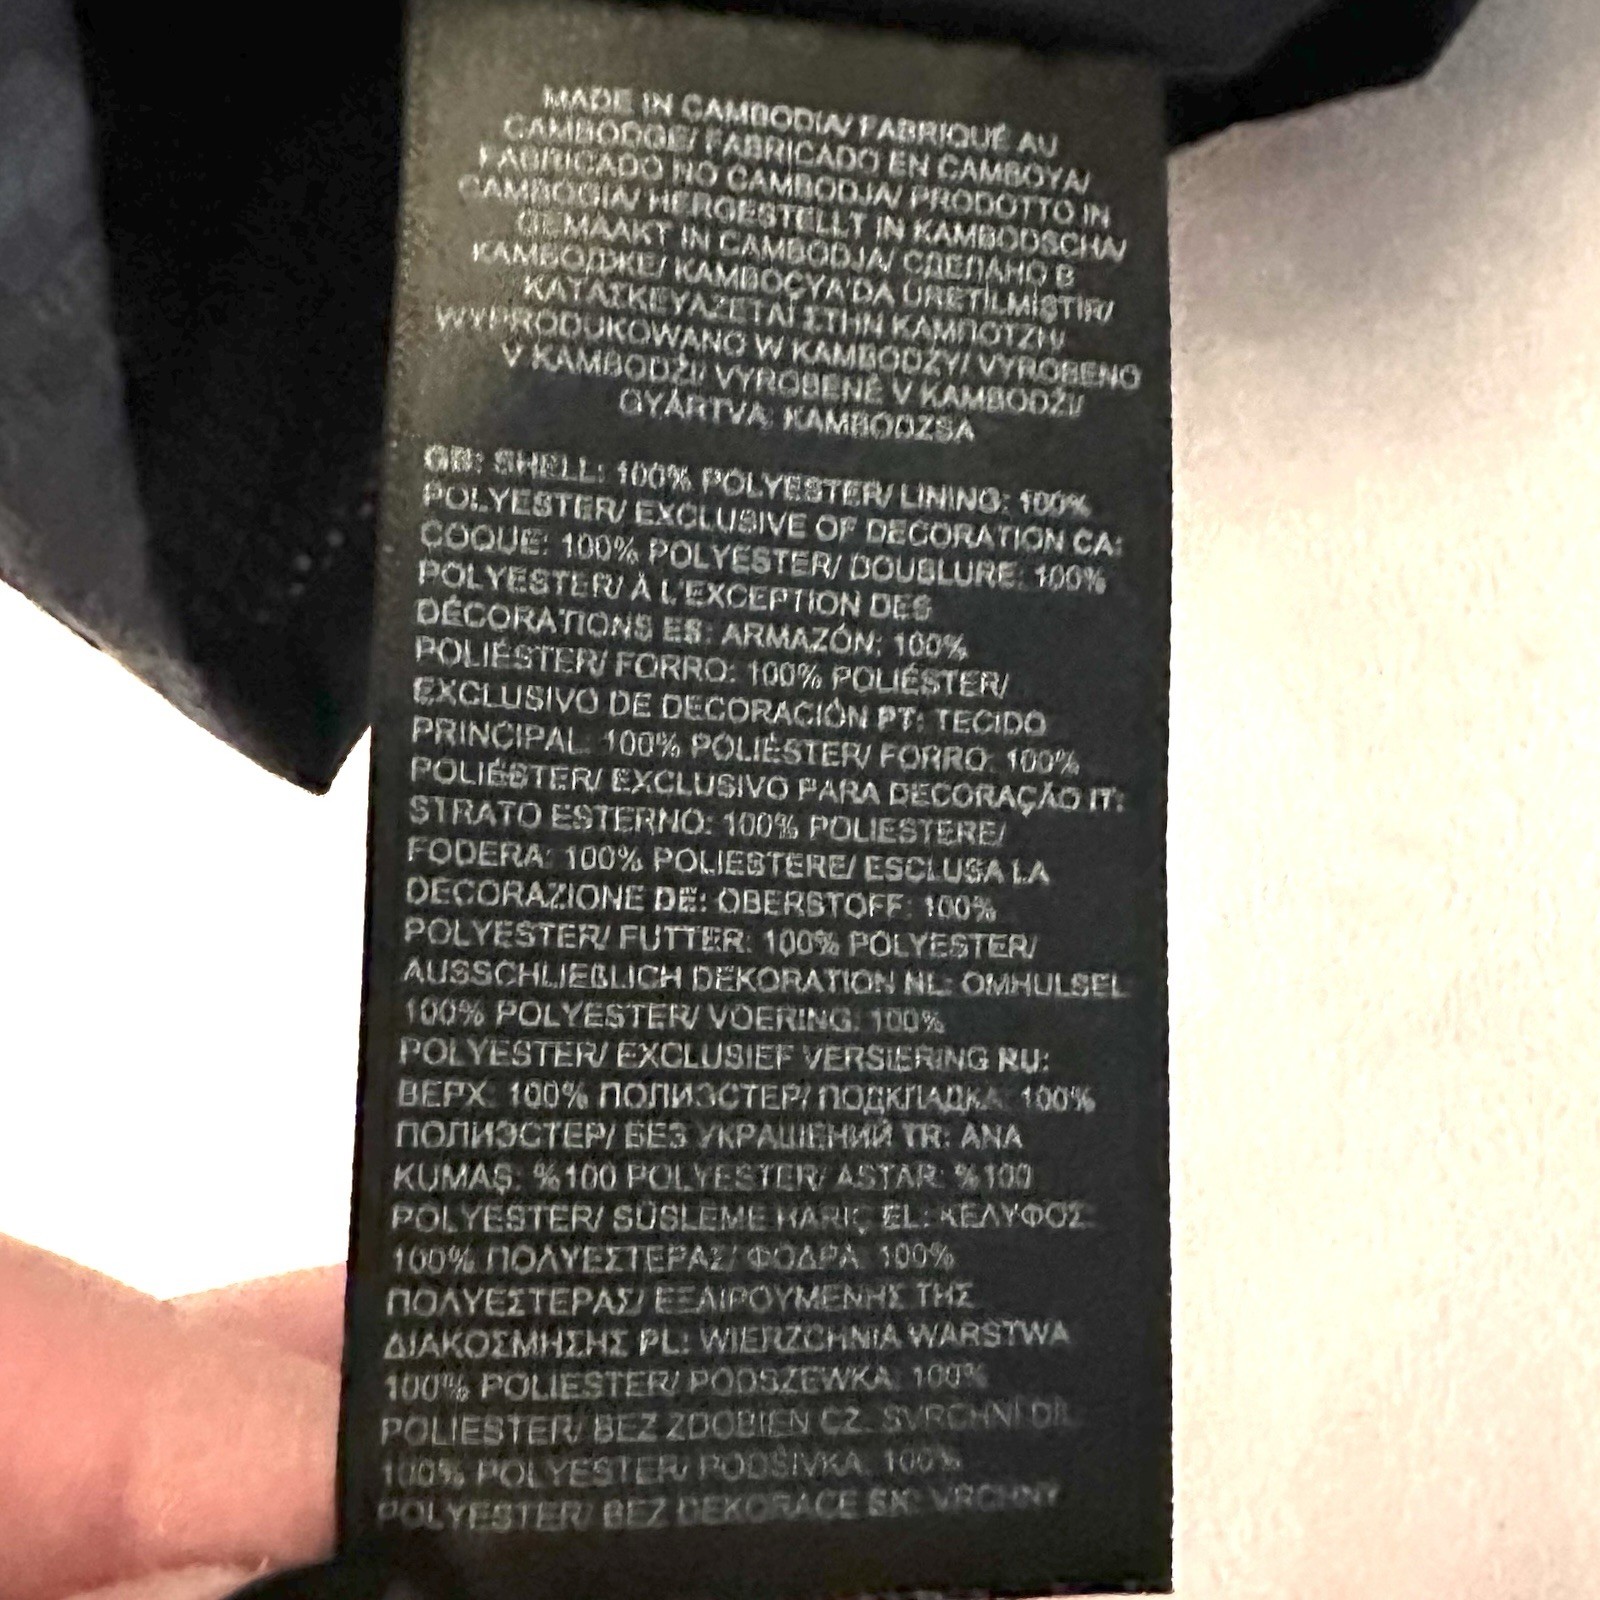 MADE IN CAMBODIA/ FABRIQUÉ AU
CAMBODGE/ FABRICADO EN CAMBOYA/
FABRICADO NO CAMBODJA/ PRODOTTO IN
CAMBOGIA/ HERGESTELLT IN KAMBODSCHA/
GEMAAKT IN CAMBODJA/ СДЕЛАНО В
КАМБОДЖЕ/ KAMBOÇYA'DA ÜRETİLMİŞTİR/
ΚΑΤΑΣΚΕΥΑΖΕΤΑΙ ΣΤΗΝ ΚΑΜΠΟΤΖΗ/
WYPRODUKOWANO W KAMBODŻY/ VYROBENO
V KAMBODŽI/ VYROBENÉ V KAMBODŽI/
GYÁRTVA: KAMBODZSA
GB: SHELL: 100% POLYESTER/ LINING: 100%
POLYESTER/ EXCLUSIVE OF DECORATION CA:
COQUE: 100% POLYESTER/ DOUBLURE: 100%
POLYESTER/ À L'EXCEPTION DES
DÉCORATIONS ES: ARMAZÓN: 100%
POLIÉSTER/ FORRO: 100% POLIÉSTER/
EXCLUSIVO DE DECORACIÓN PT: TECIDO
PRINCIPAL: 100% POLIÉSTER/ FORRO: 100%
POLIÉSTER/ EXCLUSIVO PARA DECORAÇÃO IT:
STRATO ESTERNO: 100% POLIESTERE/
FODERA: 100% POLIESTERE/ ESCLUSA LA
DECORAZIONE DE: OBERSTOFF: 100%
POLYESTER/ FUTTER: 100% POLYESTER/
AUSSCHLIEßLICH DEKORATION NL: OMHULSEL:
100% POLYESTER/ VOERING: 100%
POLYESTER/ EXCLUSIEF VERSIERING RU:
ВЕРХ: 100% ПОЛИЭСТЕР/ ПОДКЛАДКА: 100%
ПОЛИЭСТЕР/ БЕЗ УКРАШЕНИЙ TR: ANA
KUMAŞ: %100 POLYESTER/ ASTAR: %100
POLYESTER/ SÜSLEME HARİÇ EL: ΚΕΛΥΦΟΣ:
100% ΠΟΛΥΕΣΤΕΡΑΣ/ ΦΟΔΡΑ: 100%
ΠΟΛΥΕΣΤΕΡΑΣ/ ΕΞΑΙΡΟΥΜΕΝΗΣ ΤΗΣ
ΔΙΑΚΟΣΜΗΣΗΣ PL: WIERZCHNIA WARSTWA
100% POLIESTER/ PODSZEWKA: 100%
POLIESTER/ BEZ ZDOBIEŃ CZ: SVRCHNÍ DÍL:
100% POLYESTER/ PODŠÍVKA: 100%
POLYESTER/ BEZ DEKORACE SK: VRCHNÝ